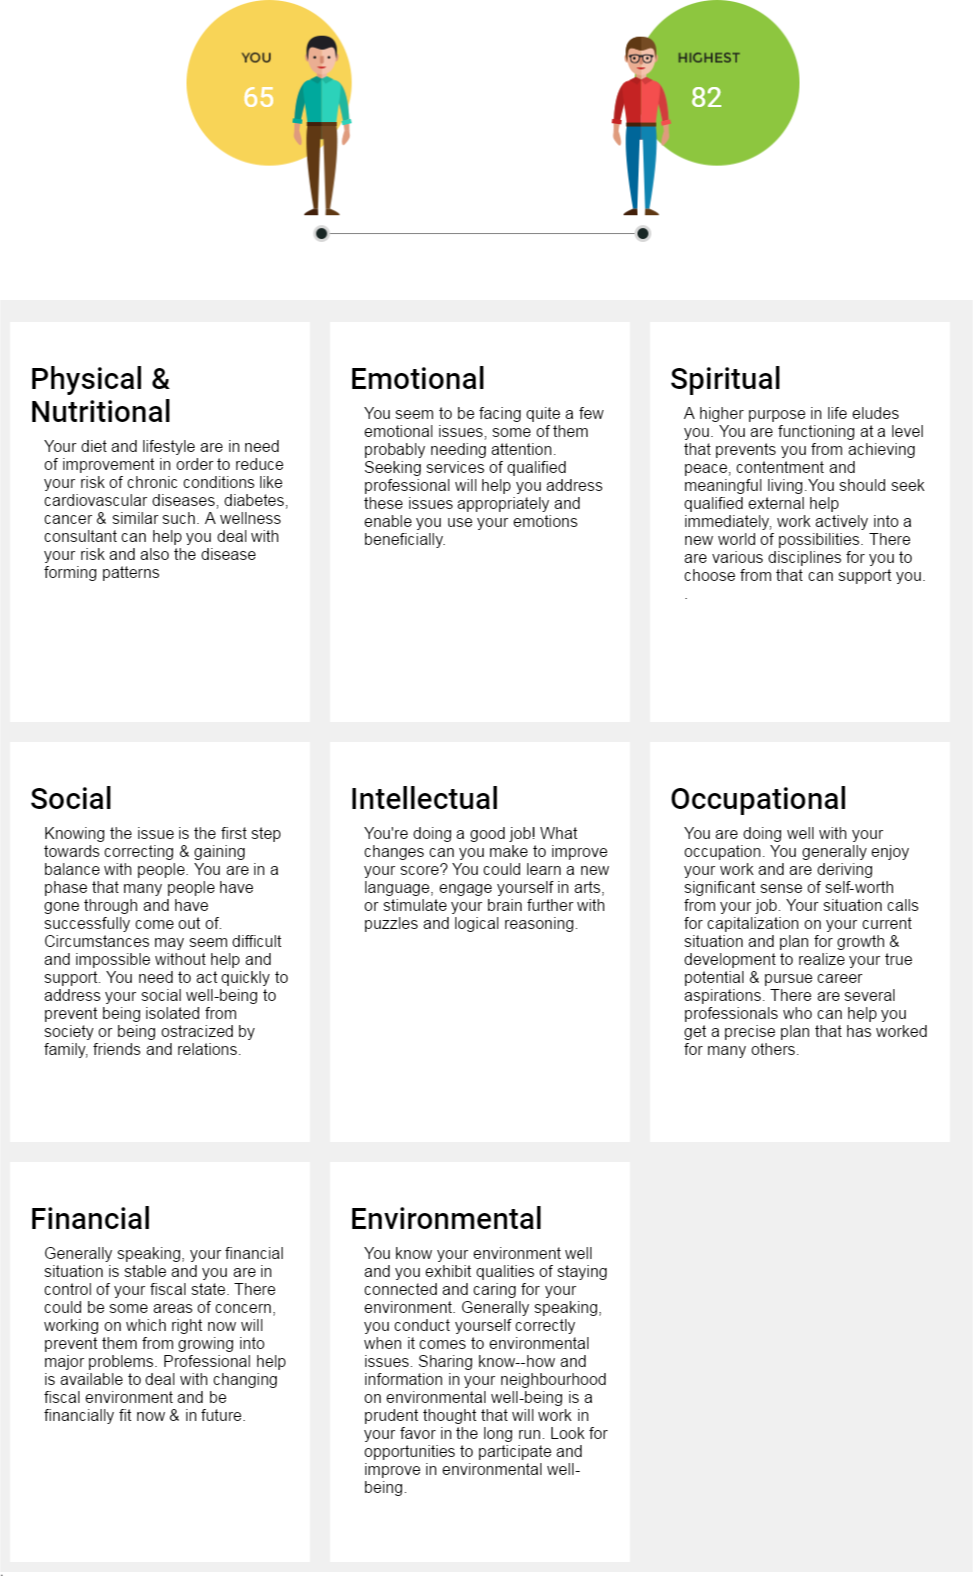 YOU
65
HIGHEST
82
Physical &
Nutritional
Your diet and lifestyle are in need
of improvement in order to reduce
your risk of chronic conditions like
cardiovascular diseases, diabetes,
cancer & similar such. A wellness
consultant can help you deal with
your risk and also the disease
forming patterns
Emotional
You seem to be facing quite a few
emotional issues, some of them
probably needing attention.
Seeking services of qualified
professional will help you address
these issues appropriately and
enable you use your emotions
beneficially.
Spiritual
A higher purpose in life eludes
you. You are functioning at a level
that prevents you from achieving
peace, contentment and
meaningful living.You should seek
qualified external help
immediately, work actively into a
new world of possibilities. There
are various disciplines for you to
choose from that can support you.
.
Social
Knowing the issue is the first step
towards correcting & gaining
balance with people. You are in a
phase that many people have
gone through and have
successfully come out of.
Circumstances may seem difficult
and impossible without help and
support. You need to act quickly to
address your social well-being to
prevent being isolated from
society or being ostracized by
family, friends and relations.
Intellectual
You're doing a good job! What
changes can you make to improve
your score? You could learn a new
language, engage yourself in arts,
or stimulate your brain further with
puzzles and logical reasoning.
Occupational
You are doing well with your
occupation. You generally enjoy
your work and are deriving
significant sense of self-worth
from your job. Your situation calls
for capitalization on your current
situation and plan for growth &
development to realize your true
potential & pursue career
aspirations. There are several
professionals who can help you
get a precise plan that has worked
for many others.
Financial
Generally speaking, your financial
situation is stable and you are in
control of your fiscal state. There
could be some areas of concern,
working on which right now will
prevent them from growing into
major problems. Professional help
is available to deal with changing
fiscal environment and be
financially fit now & in future.
Environmental
You know your environment well
and you exhibit qualities of staying
connected and caring for your
environment. Generally speaking,
you conduct yourself correctly
when it comes to environmental
issues. Sharing know--how and
information in your neighbourhood
on environmental well-being is a
prudent thought that will work in
your favor in the long run. Look for
opportunities to participate and
improve in environmental well-
being.
.